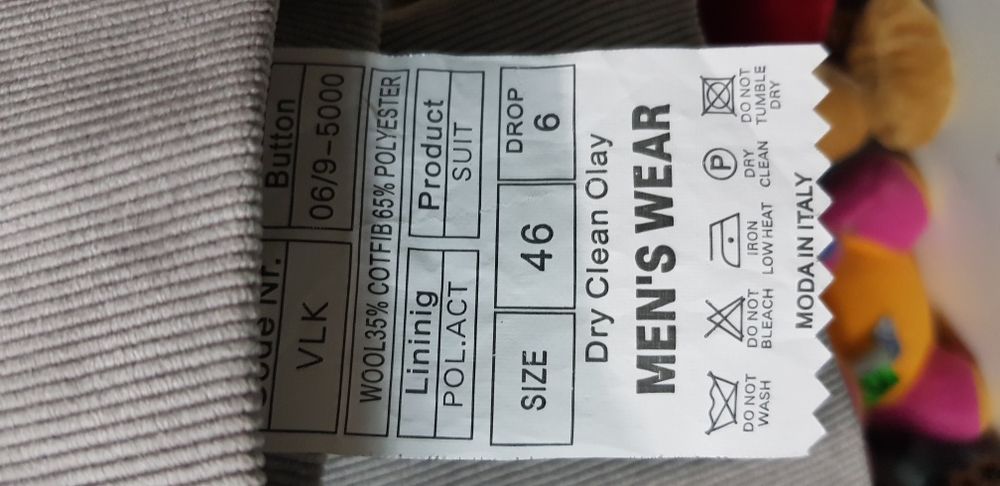 Code Nr. Button
VLK 06/9-5000
WOOL35% COTFIB 65% POLYESTER
Lininig Product
POL.ACT SUIT
SIZE 46 DROP 6
Dry Clean Olay
MEN'S WEAR
DO NOT WASH DO NOT BLEACH IRON LOW HEAT P DRY CLEAN DO NOT TUMBLE DRY
MODA IN ITALY